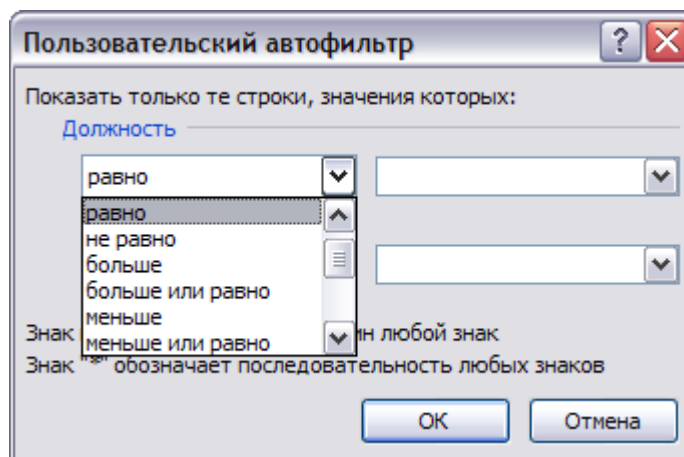 Пользовательский автофильтр
Показать только те строки, значения которых:
Должность
равно
равно
не равно
больше
больше или равно
меньше
меньше или равно
Знак ин любой знак
Знак "*" обозначает последовательность любых знаков
ОК
Отмена